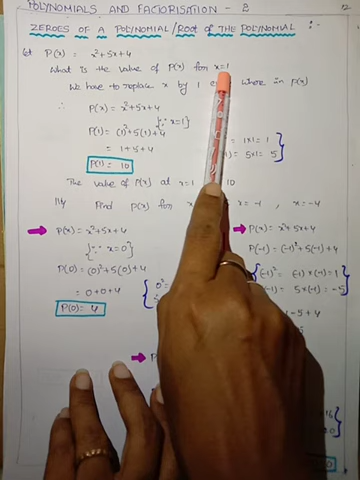 POLYNOMIALS AND FACTORISATION
ZEROES OF A POLYNOMIAL / ROOT OF THE POLYNOMIAL :-
P(x) = x²+5x+4
What is the value of P(x) for x=1
We have to replace x by 1 where in p(x)
∴ P(x) = x²+5x+4
{∵ x=1}
P(1) = (1)²+5(1)+4
= 1×1 = 1
= 1+5+4
= 5×1 = 5
P(1) = 10
The value of p(x) at x=1 10
Find p(x) for x = -1, x = -4
P(x) = x²+5x+4
{∵ x=0}
P(0) = (0)²+5(0)+4
= 0+0+4
P(0) = 4
P(x) = x²+5x+4
P(-1) = (-1)²+5(-1)+4
(-1)² = (-1)×(-1) = 1
5×(-1) = -5
-5+4